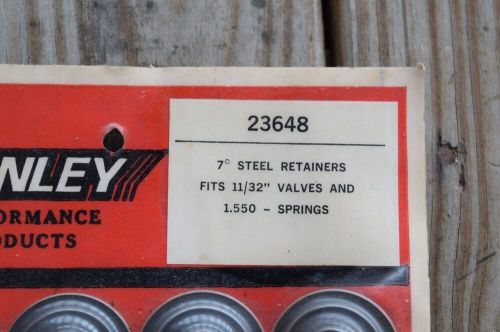 NLEY
ORMANCE
ODUCTS
23648
7° STEEL RETAINERS
FITS 11/32" VALVES AND
1.550 - SPRINGS